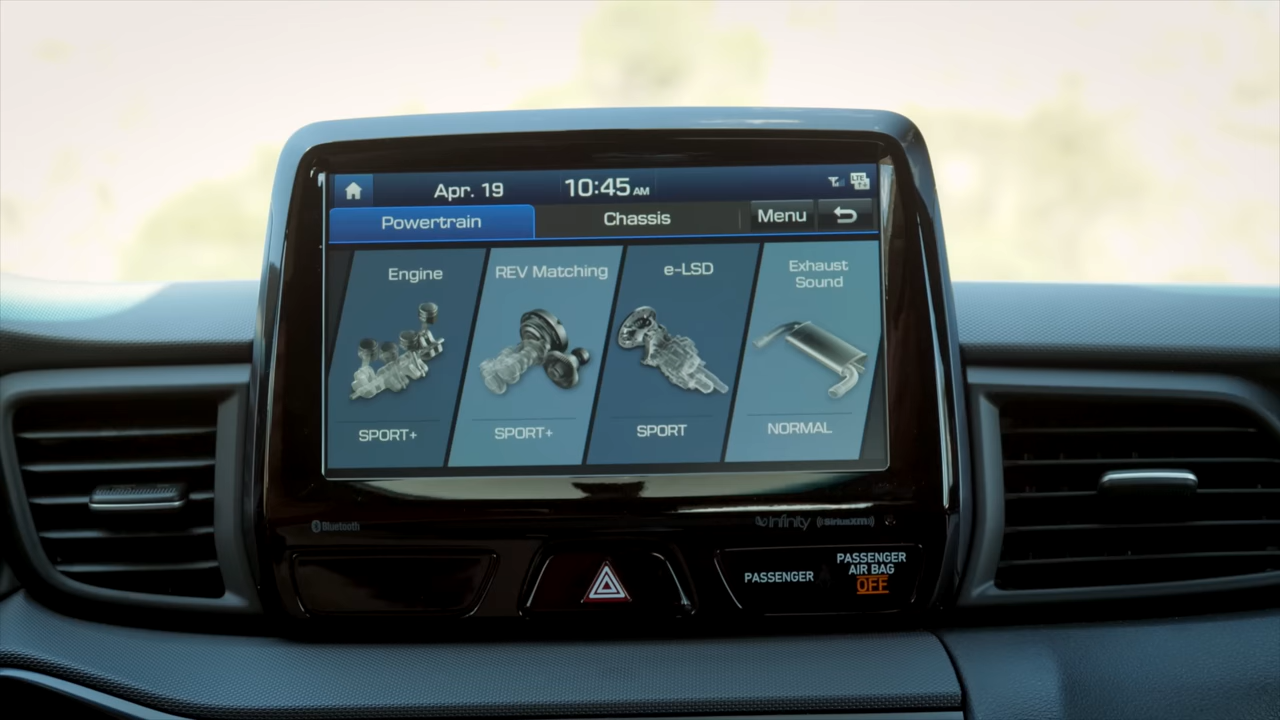 Apr. 19 10:45 AM LTE
Powertrain Chassis Menu
Engine
REV Matching
e-LSD
Exhaust
Sound
SPORT+
SPORT+
SPORT
NORMAL
Bluetooth
infinity
SiriusXM
PASSENGER
PASSENGER
AIR BAG
OFF